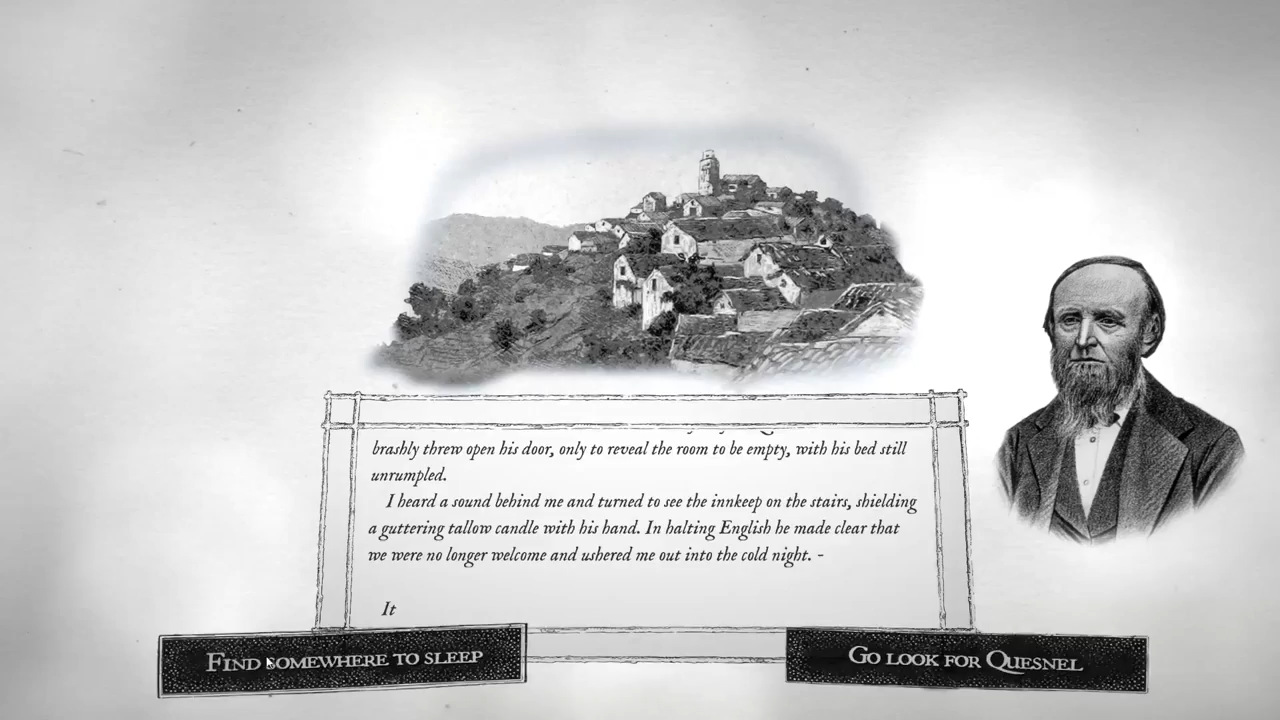 brashly threw open his door, only to reveal the room to be empty, with his bed still
unrumpled.
I heard a sound behind me and turned to see the innkeep on the stairs, shielding
a guttering tallow candle with his hand. In halting English he made clear that
we were no longer welcome and ushered me out into the cold night. -
It
FIND SOMEWHERE TO SLEEP
GO LOOK FOR QUESNEL